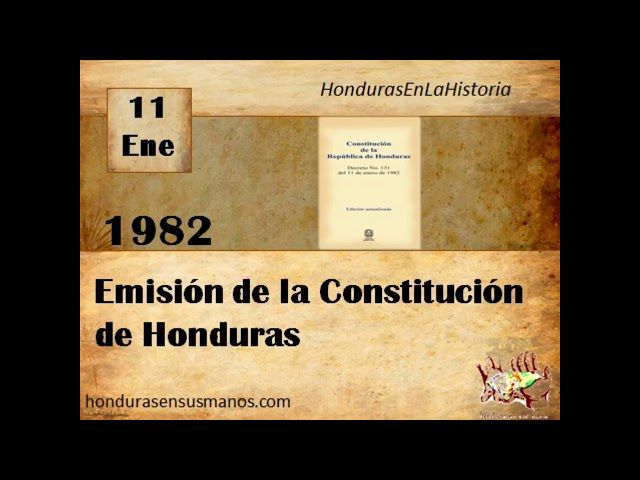 HondurasEnLaHistoria
11
Ene
Constitución
de la
República de Honduras
Decreto No. 131
del 11 de enero de 1982
Edición actualizada
1982
Emisión de la Constitución
de Honduras
hondurasensusmanos.com